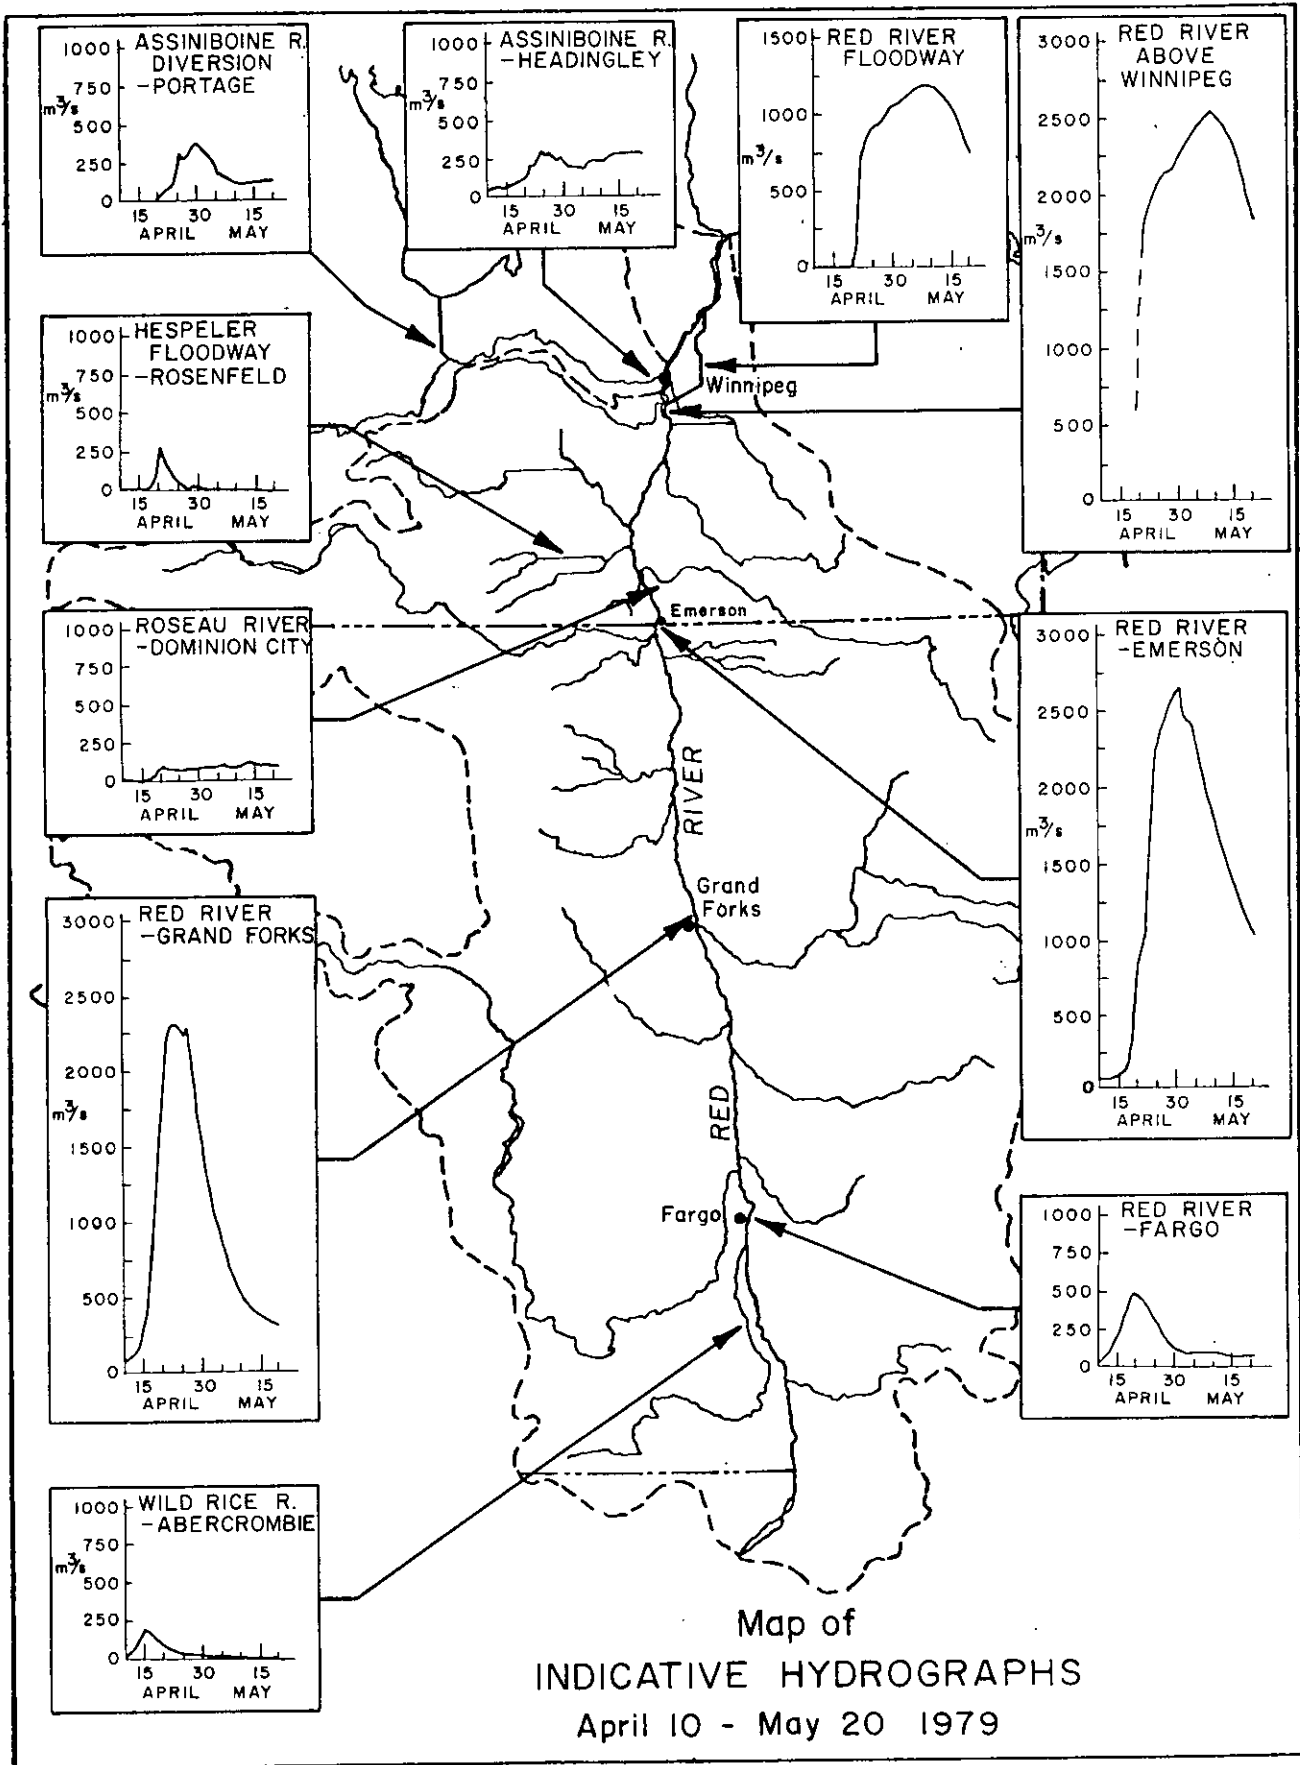 ASSINIBOINE R.
DIVERSION
-PORTAGE
1000
750
m³/s
500
250
0
15 30 15
APRIL MAY
ASSINIBOINE R.
-HEADINGLEY
1000
750
m³/s
500
250
0
15 30 15
APRIL MAY
RED RIVER
FLOODWAY
1500
1000
m³/s
500
0
15 30 15
APRIL MAY
RED RIVER
ABOVE
WINNIPEG
3000
2500
2000
m³/s
1500
1000
500
0
15 30 15
APRIL MAY
HESPELER
FLOODWAY
-ROSENFELD
1000
750
m³/s
500
250
0
15 30 15
APRIL MAY
Winnipeg
ROSEAU RIVER
-DOMINION CITY
1000
750
500
250
0
15 30 15
APRIL MAY
Emerson
RED RIVER
-EMERSON
3000
2500
2000
m³/s
1500
1000
500
0
15 30 15
APRIL MAY
RIVER
Grand
Forks
RED RIVER
-GRAND FORKS
3000
2500
2000
m³/s
1500
1000
500
0
15 30 15
APRIL MAY
RED
Fargo
RED RIVER
-FARGO
1000
750
500
250
0
15 30 15
APRIL MAY
WILD RICE R.
-ABERCROMBIE
1000
750
m³/s
500
250
0
15 30 15
APRIL MAY
Map of
INDICATIVE HYDROGRAPHS
April 10 - May 20 1979